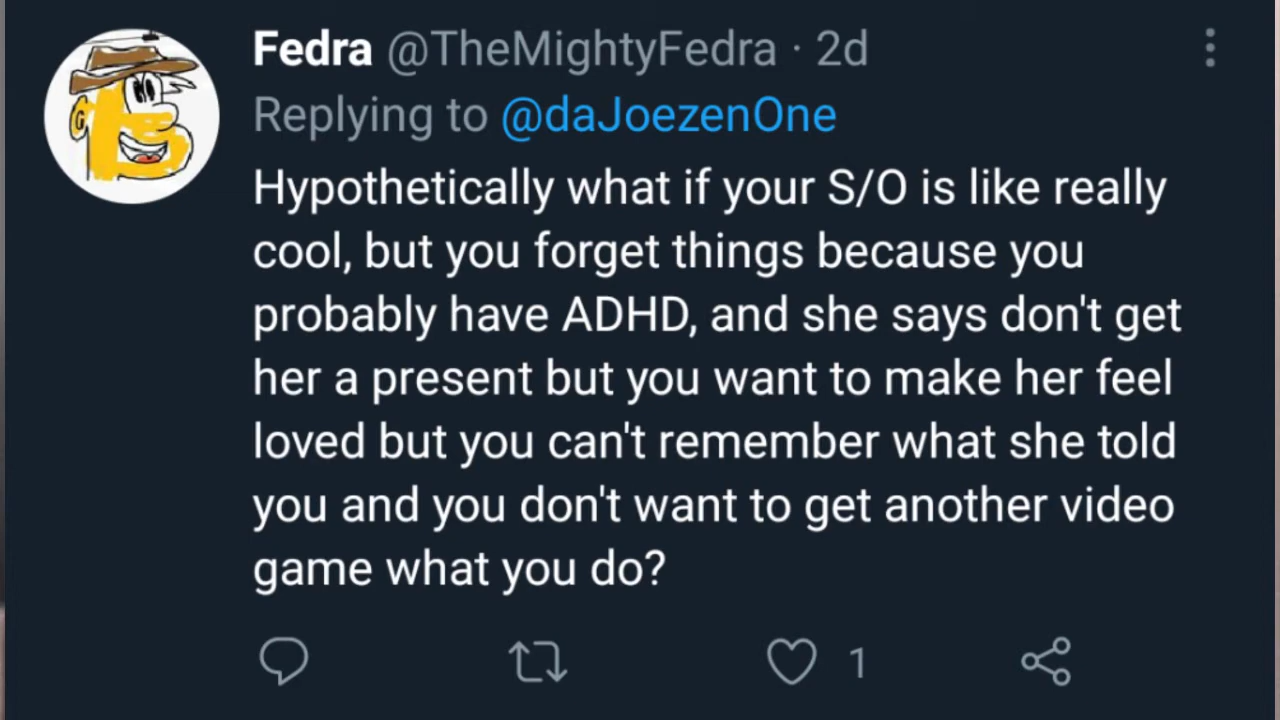 Fedra @TheMightyFedra · 2d
Replying to @daJoezenOne
Hypothetically what if your S/O is like really
cool, but you forget things because you
probably have ADHD, and she says don't get
her a present but you want to make her feel
loved but you can't remember what she told
you and you don't want to get another video
game what you do?
1